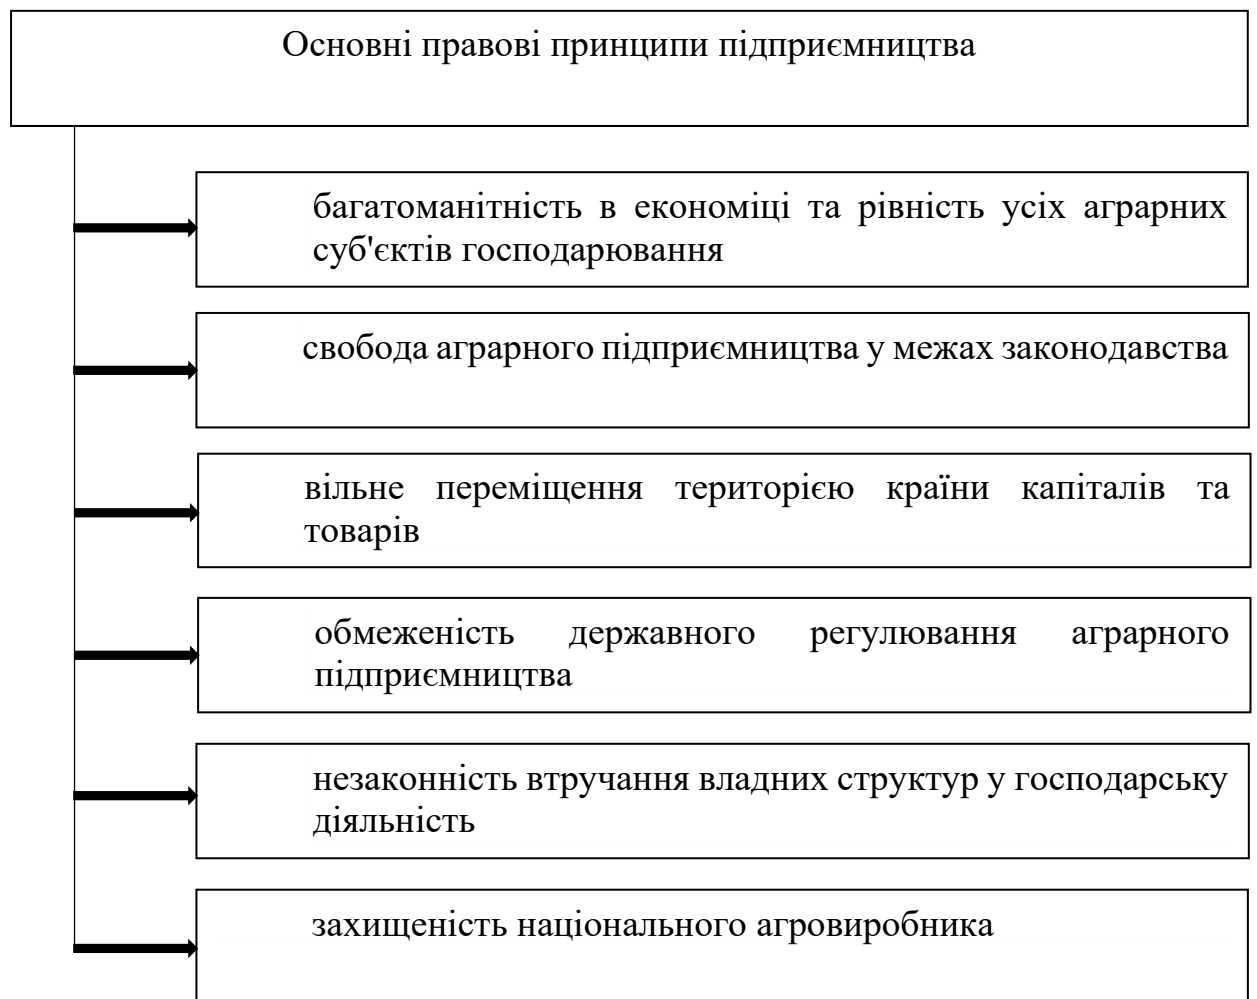 Основні правові принципи підприємництва
багатоманітність в економіці та рівність усіх аграрних
суб'єктів господарювання
свобода аграрного підприємництва у межах законодавства
вільне переміщення територією країни капіталів та
товарів
обмеженість державного регулювання аграрного
підприємництва
незаконність втручання владних структур у господарську
діяльність
захищеність національного агровиробника